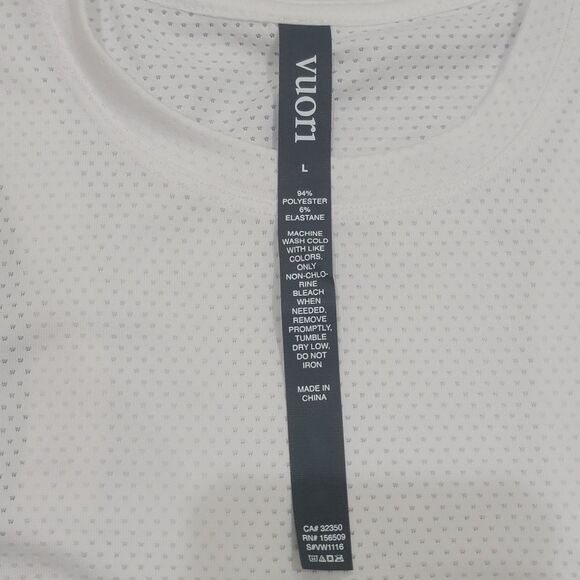 vuori
L
94%
POLYESTER
6%
ELASTANE
MACHINE
WASH COLD
WITH LIKE
COLORS,
ONLY
NON-CHLO-
RINE
BLEACH
WHEN
NEEDED.
REMOVE
PROMPTLY,
TUMBLE
DRY LOW,
DO NOT
IRON
MADE IN
CHINA
CA# 32350
RN# 156509
S#VW1116